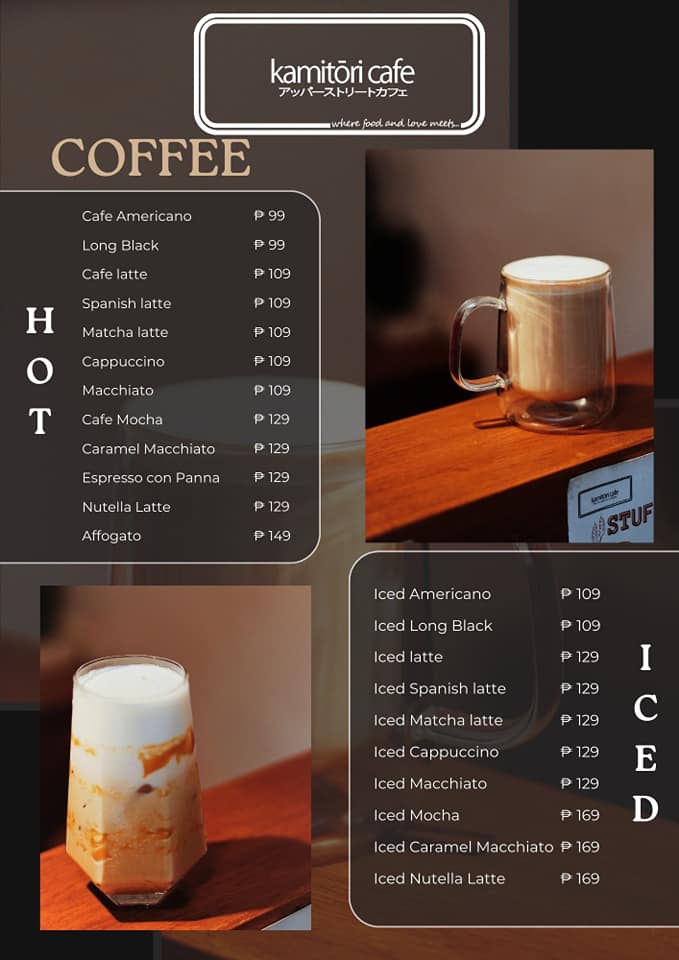 kamitōri cafe
アッパーストリートカフェ
where food and love meets...
COFFEE
HOT
Cafe Americano ₱ 99
Long Black ₱ 99
Cafe latte ₱ 109
Spanish latte ₱ 109
Matcha latte ₱ 109
Cappuccino ₱ 109
Macchiato ₱ 109
Cafe Mocha ₱ 129
Caramel Macchiato ₱ 129
Espresso con Panna ₱ 129
Nutella Latte ₱ 129
Affogato ₱ 149
kamitōri cafe
STUF
ICED
Iced Americano ₱ 109
Iced Long Black ₱ 109
Iced latte ₱ 129
Iced Spanish latte ₱ 129
Iced Matcha latte ₱ 129
Iced Cappuccino ₱ 129
Iced Macchiato ₱ 129
Iced Mocha ₱ 169
Iced Caramel Macchiato ₱ 169
Iced Nutella Latte ₱ 169